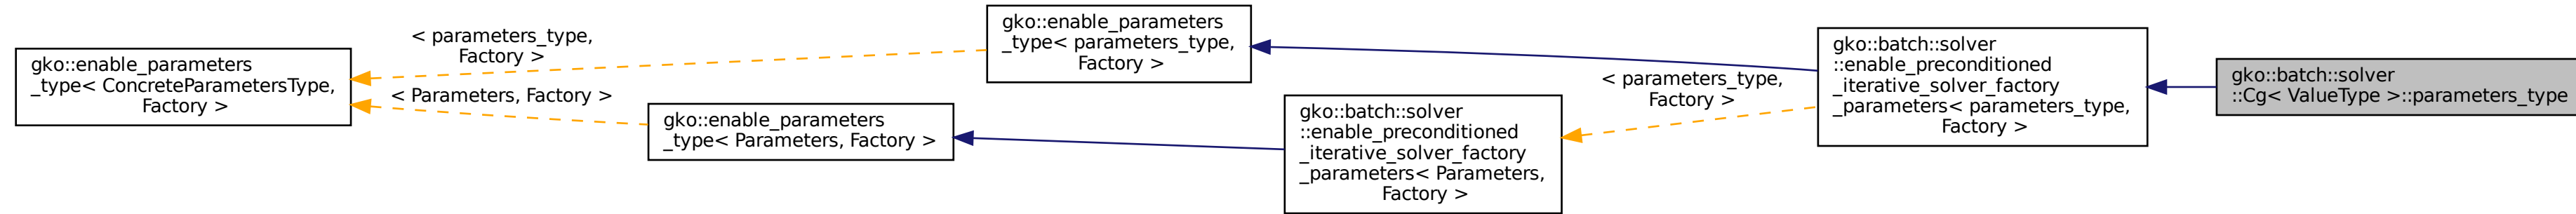 gko::enable_parameters
_type< ConcreteParametersType,
Factory >
< parameters_type,
Factory >
< Parameters, Factory >
gko::enable_parameters
_type< Parameters, Factory >
gko::enable_parameters
_type< parameters_type,
Factory >
gko::batch::solver
::enable_preconditioned
_iterative_solver_factory
_parameters< Parameters,
Factory >
< parameters_type,
Factory >
gko::batch::solver
::enable_preconditioned
_iterative_solver_factory
_parameters< parameters_type,
Factory >
gko::batch::solver
::Cg< ValueType >::parameters_type